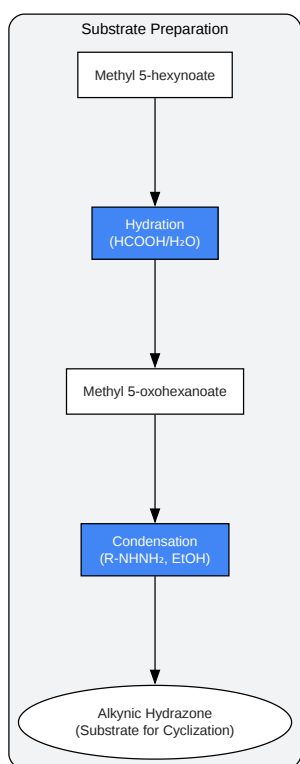 Substrate Preparation
Methyl 5-hexynoate
Hydration
(HCOOH/H₂O)
Methyl 5-oxohexanoate
Condensation
(R-NHNH₂, EtOH)
Alkynic Hydrazone
(Substrate for Cyclization)